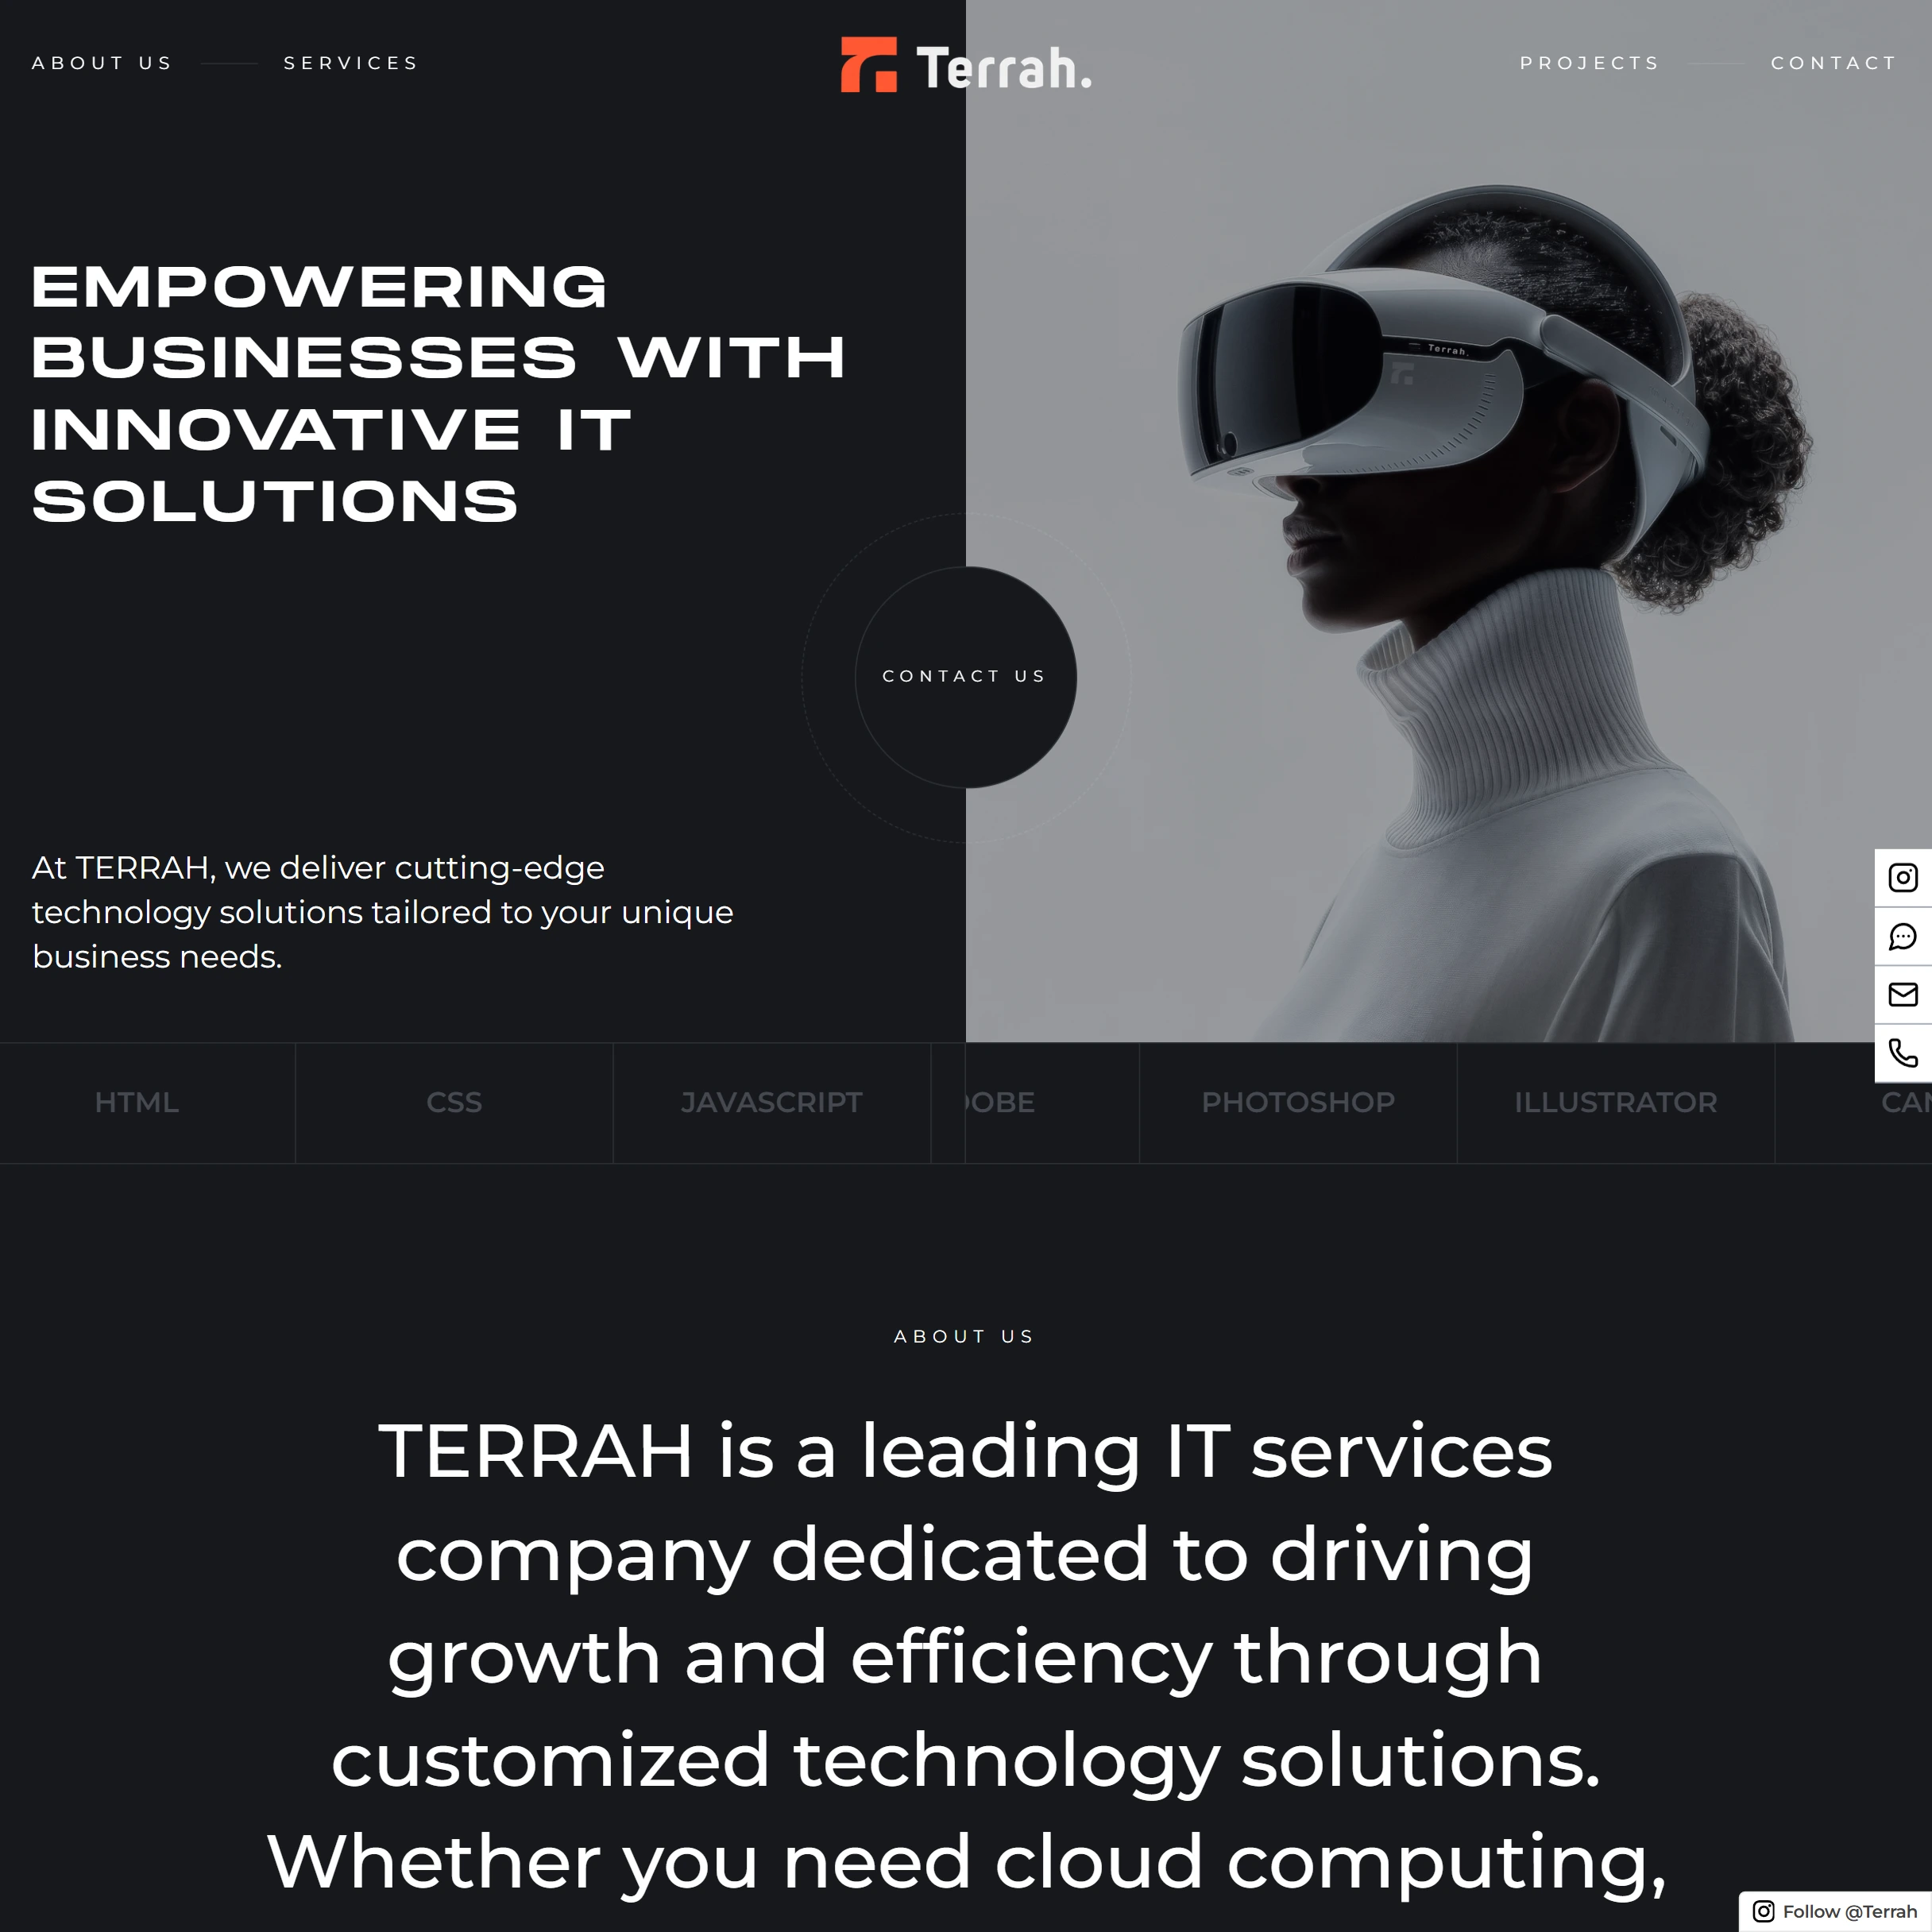 ABOUT US
SERVICES
Terrah.
PROJECTS
CONTACT
EMPOWERING
BUSINESSES WITH
INNOVATIVE IT
SOLUTIONS
Terrah.
CONTACT US
At TERRAH, we deliver cutting-edge
technology solutions tailored to your unique
business needs.
HTML
CSS
JAVASCRIPT
OBE
PHOTOSHOP
ILLUSTRATOR
CAN
ABOUT US
TERRAH is a leading IT services
company dedicated to driving
growth and efficiency through
customized technology solutions.
Whether you need cloud computing,
Follow @Terrah